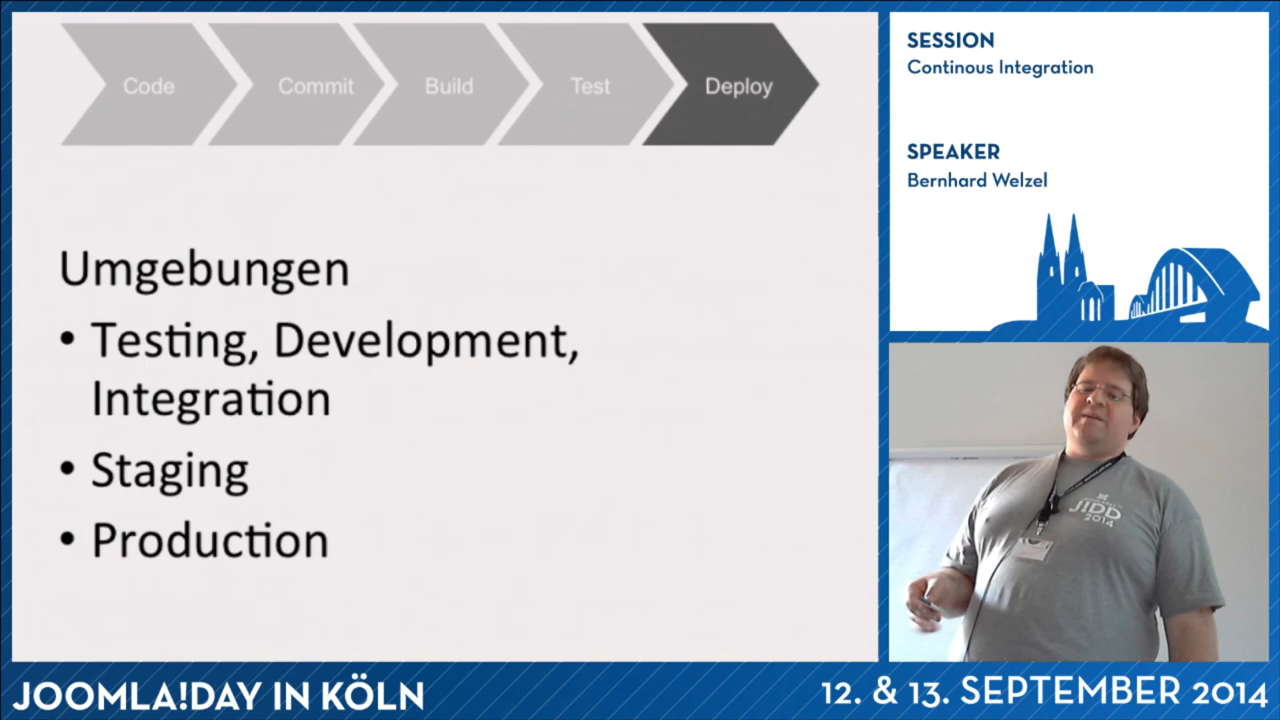 Code
Commit
Build
Test
Deploy
Umgebungen
• Testing, Development,
Integration
• Staging
• Production
SESSION
Continous Integration
SPEAKER
Bernhard Welzel
JIDD
2014
JOOMLA!DAY IN KÖLN
12. & 13. SEPTEMBER 2014